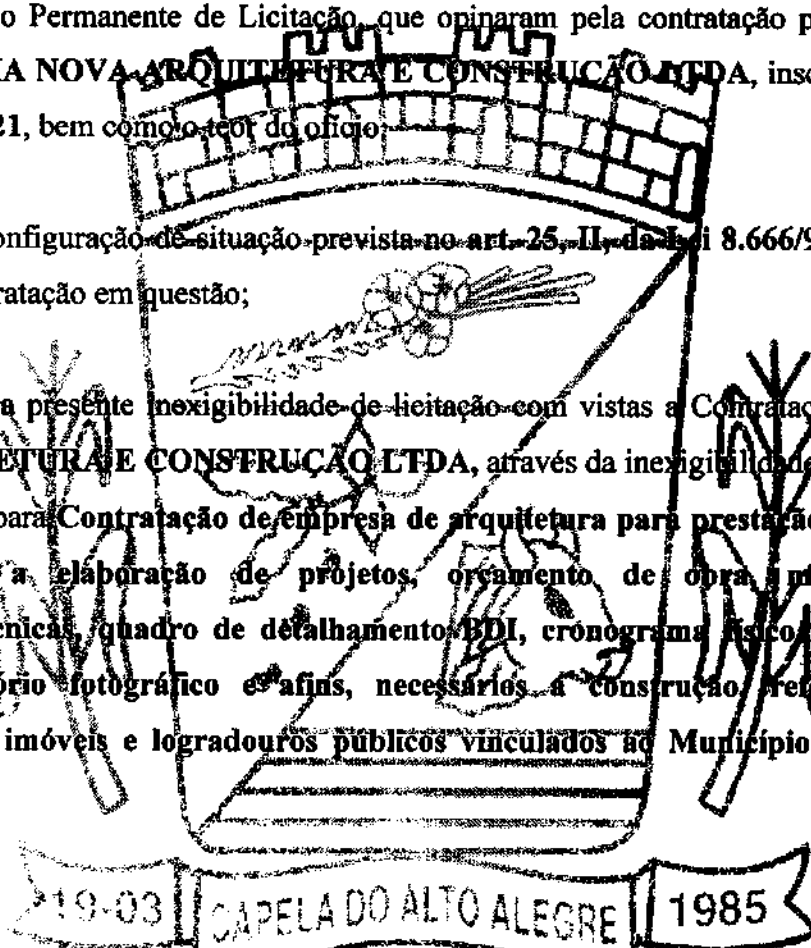 o Permanente de Licitação, que opinaram pela contratação p
IA NOVA ARQUITETURA E CONSTRUÇÃO LTDA, insc
21, bem como o teor do ofício;
onfiguração de situação prevista no art. 25, II, da Lei 8.666/9
ratação em questão;
a presente inexigibilidade de licitação com vistas a Contrataç
ETURA E CONSTRUÇÃO LTDA, através da inexigibilidade
para Contratação de empresa de arquitetura para prestação
a elaboração de projetos, orçamento de obra, m
cnicas, quadro de detalhamento BDI, cronograma físico,
ório fotográfico e afins, necessários a construção, ref
imóveis e logradouros públicos vinculados ao Município
19-03 CAPELA DO ALTO ALEGRE 1985